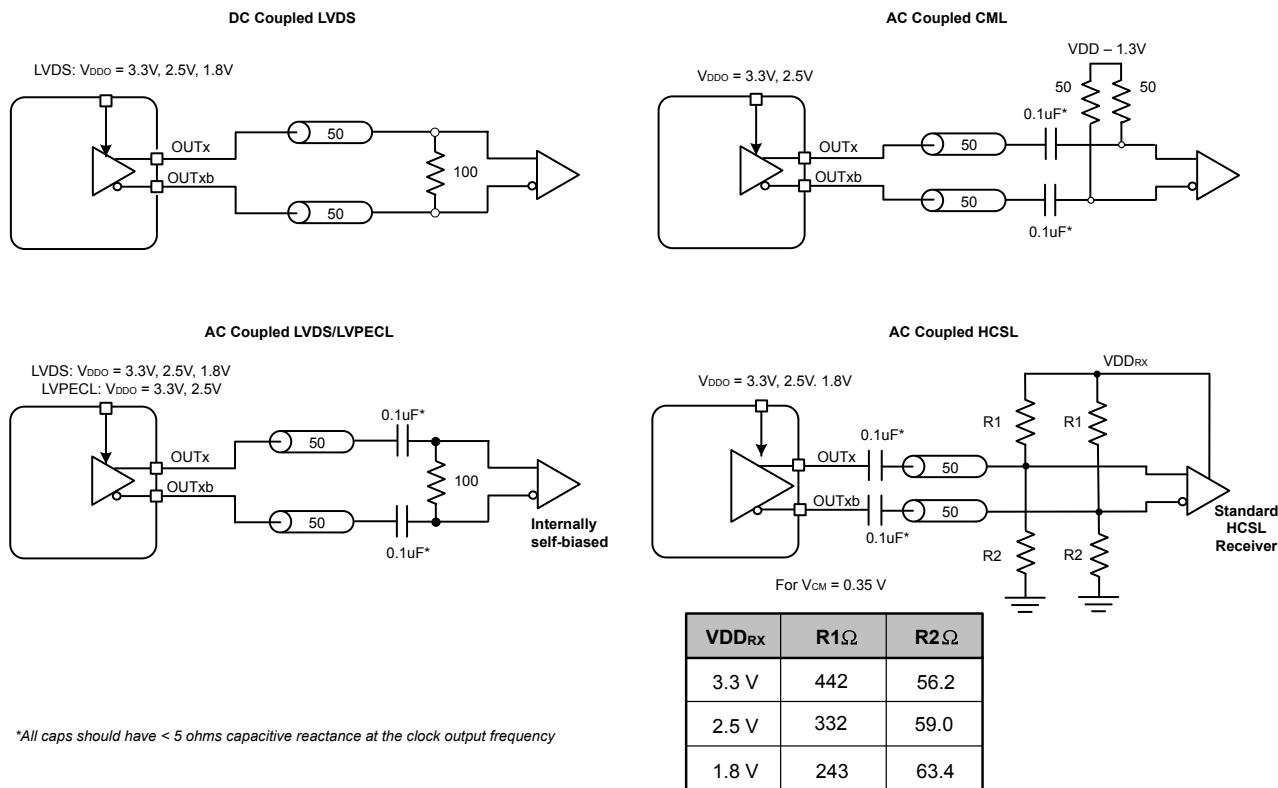 DC Coupled LVDS
LVDS: VDDO = 3.3V, 2.5V, 1.8V
OUTx
OUTxb
50
50
100
AC Coupled CML
VDD – 1.3V
VDDO = 3.3V, 2.5V
50
50
0.1uF*
OUTx
OUTxb
50
50
0.1uF*
AC Coupled LVDS/LVPECL
LVDS: VDDO = 3.3V, 2.5V, 1.8V
LVPECL: VDDO = 3.3V, 2.5V
0.1uF*
OUTx
OUTxb
50
50
100
0.1uF*
Internally
self-biased
AC Coupled HCSL
VDDRX
VDDO = 3.3V, 2.5V. 1.8V
R1
R1
0.1uF*
OUTx
OUTxb
50
50
0.1uF*
R2
R2
Standard
HCSL
Receiver
For VCM = 0.35 V
VDDRX R1Ω R2Ω
3.3 V 442 56.2
2.5 V 332 59.0
1.8 V 243 63.4
*All caps should have < 5 ohms capacitive reactance at the clock output frequency